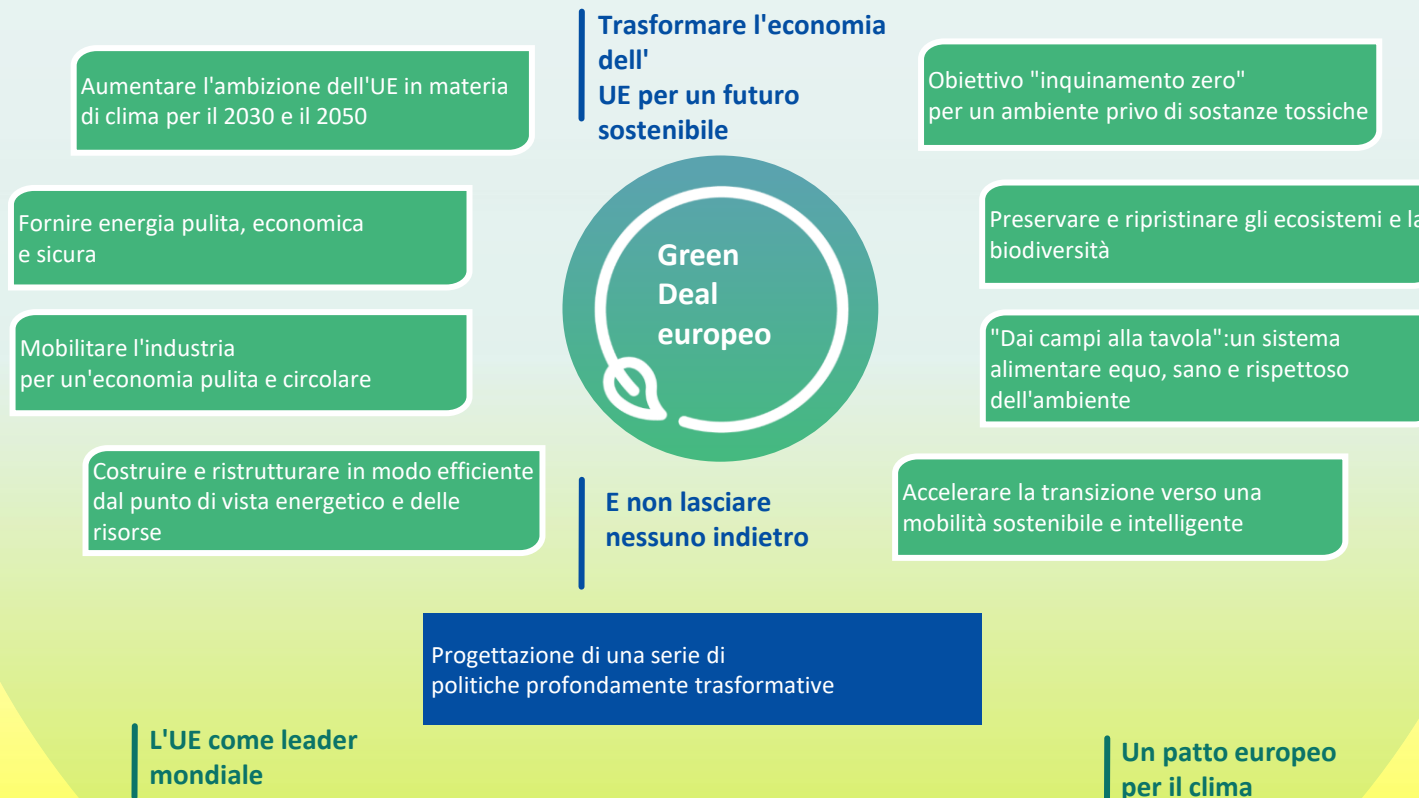 Trasformare l'economia
dell'
UE per un futuro
sostenibile
Aumentare l'ambizione dell'UE in materia
di clima per il 2030 e il 2050
Obiettivo "inquinamento zero"
per un ambiente privo di sostanze tossiche
Fornire energia pulita, economica
e sicura
Preservare e ripristinare gli ecosistemi e la
biodiversità
Green
Deal
europeo
Mobilitare l'industria
per un'economia pulita e circolare
"Dai campi alla tavola":un sistema
alimentare equo, sano e rispettoso
dell'ambiente
Costruire e ristrutturare in modo efficiente
dal punto di vista energetico e delle
risorse
E non lasciare
nessuno indietro
Accelerare la transizione verso una
mobilità sostenibile e intelligente
Progettazione di una serie di
politiche profondamente trasformative
L'UE come leader
mondiale
Un patto europeo
per il clima